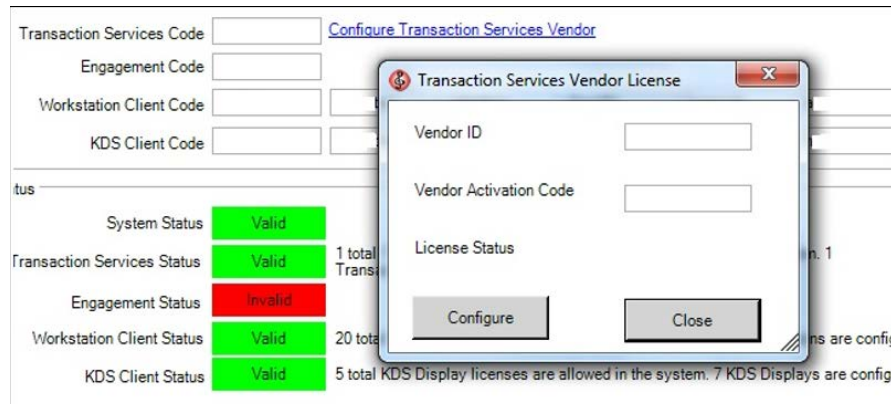 Transaction Services Code
Configure Transaction Services Vendor
Engagement Code
Workstation Client Code
KDS Client Code
Transaction Services Vendor License
Vendor ID
Vendor Activation Code
License Status
Configure
Close
tus
System Status
Valid
Transaction Services Status
Valid
1 total
n. 1
Transa
Engagement Status
Invalid
Workstation Client Status
Valid
20 tota
ns are config
KDS Client Status
Valid
5 total KDS Display licenses are allowed in the system. 7 KDS Displays are config